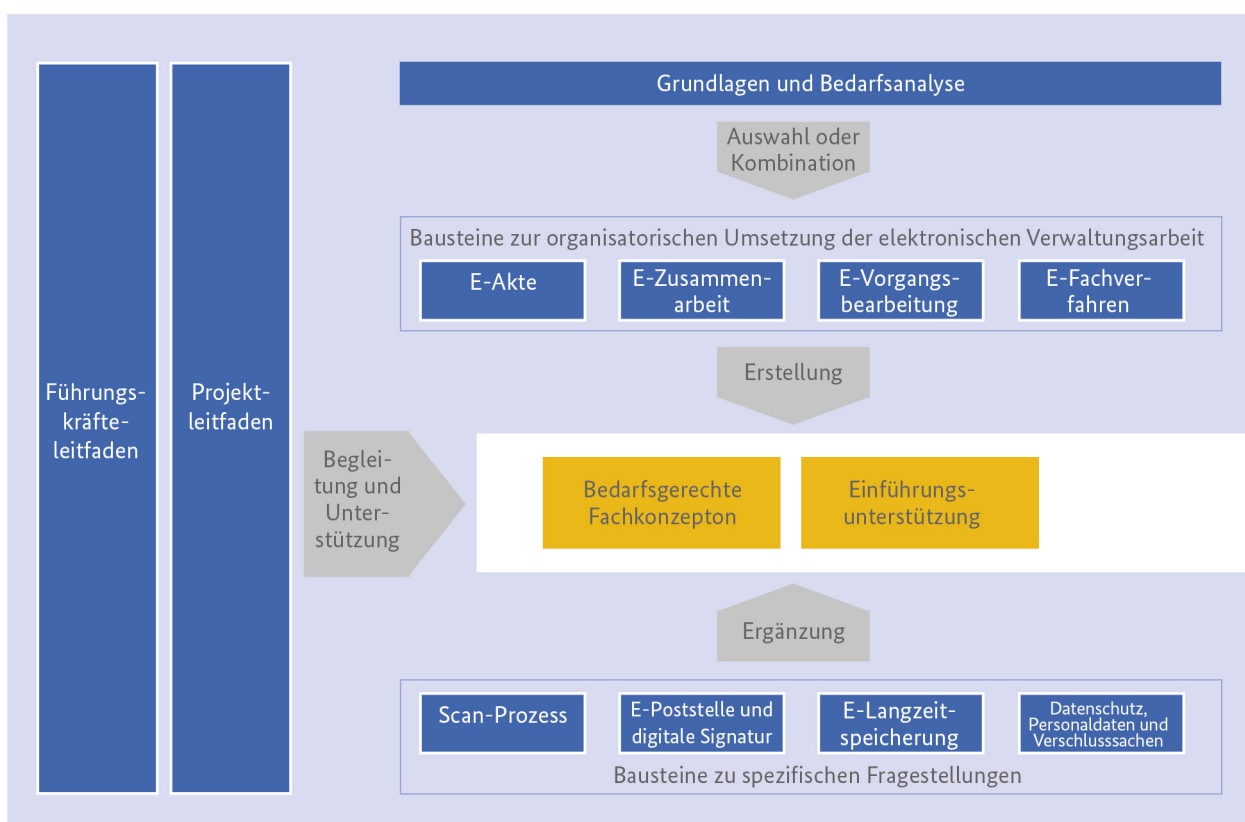 Führungs-
kräfte-
leitfaden
Projekt-
leitfaden
Grundlagen und Bedarfsanalyse
Auswahl oder
Kombination
Bausteine zur organisatorischen Umsetzung der elektronischen Verwaltungsarbeit
E-Akte
E-Zusammen-
arbeit
E-Vorgangs-
bearbeitung
E-Fachver-
fahren
Erstellung
Beglei-
tung und
Unter-
stützung
Bedarfsgerechte
Fachkonzepton
Einführungs-
unterstützung
Ergänzung
Scan-Prozess
E-Poststelle und
digitale Signatur
E-Langzeit-
speicherung
Datenschutz,
Personaldaten und
Verschlusssachen
Bausteine zu spezifischen Fragestellungen